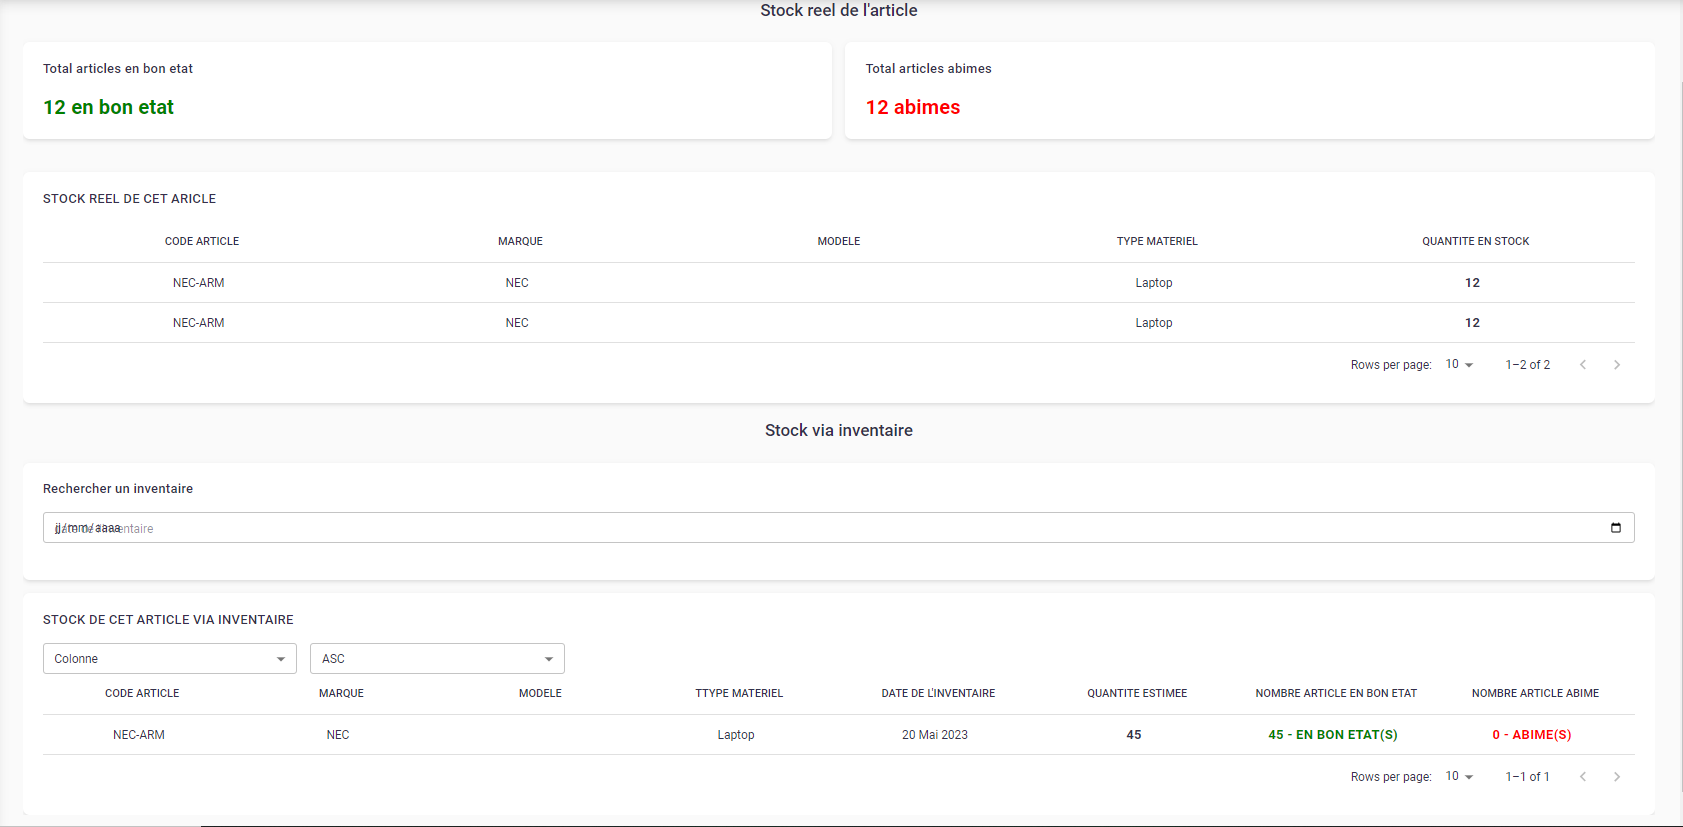 Stock reel de l'article
Total articles en bon etat
12 en bon etat
Total articles abimes
12 abimes
STOCK REEL DE CET ARICLE
CODE ARTICLE MARQUE MODELE TYPE MATERIEL QUANTITE EN STOCK
NEC-ARM NEC Laptop 12
NEC-ARM NEC Laptop 12
Rows per page: 10 1–2 of 2
Stock via inventaire
Rechercher un inventaire
jj/mm/aaaa
STOCK DE CET ARTICLE VIA INVENTAIRE
Colonne ASC
CODE ARTICLE MARQUE MODELE TTYPE MATERIEL DATE DE L'INVENTAIRE QUANTITE ESTIMEE NOMBRE ARTICLE EN BON ETAT NOMBRE ARTICLE ABIME
NEC-ARM NEC Laptop 20 Mai 2023 45 45 - EN BON ETAT(S) 0 - ABIME(S)
Rows per page: 10 1–1 of 1